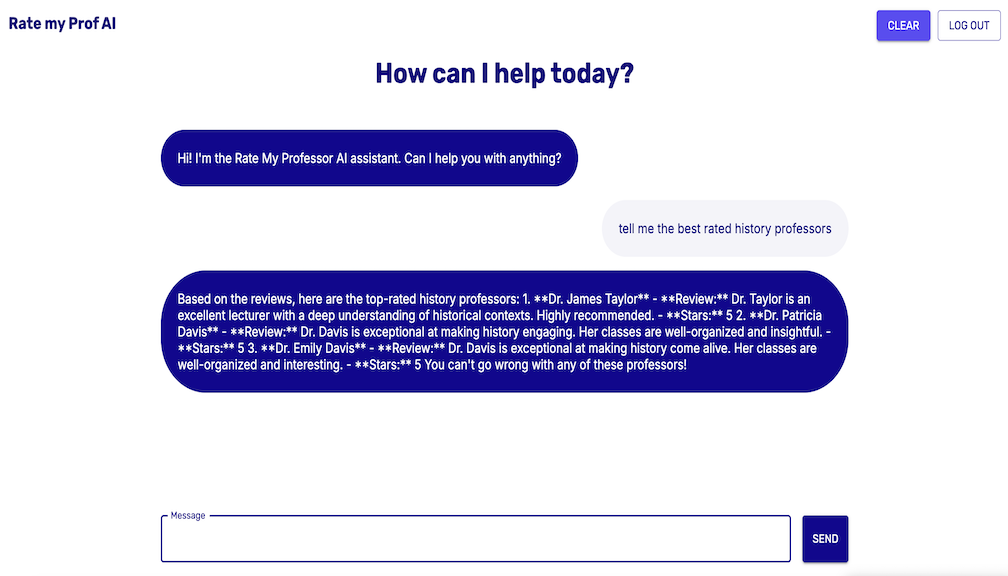 Rate my Prof AI
CLEAR
LOG OUT
How can I help today?
Hi! I'm the Rate My Professor AI assistant. Can I help you with anything?
tell me the best rated history professors
Based on the reviews, here are the top-rated history professors: 1. **Dr. James Taylor** - **Review:** Dr. Taylor is an
excellent lecturer with a deep understanding of historical contexts. Highly recommended. - **Stars:** 5 2. **Dr. Patricia
Davis** - **Review:** Dr. Davis is exceptional at making history engaging. Her classes are well-organized and insightful. -
**Stars:** 5 3. **Dr. Emily Davis** - **Review:** Dr. Davis is exceptional at making history come alive. Her classes are
well-organized and interesting. - **Stars:** 5 You can't go wrong with any of these professors!
Message
SEND